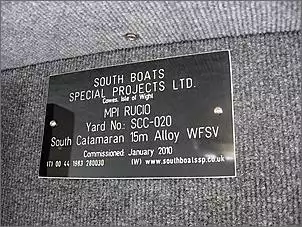 SOUTH BOATS
SPECIAL PROJECTS LTD.
Cowes, Isle of Wight
MPI RUCIO
Yard No.: SCC-020
South Catamaran 15m Alloy WFSV
Commissioned: January 2010
(T) 00 44 1983 280030 (W) www.southboatssp.co.uk